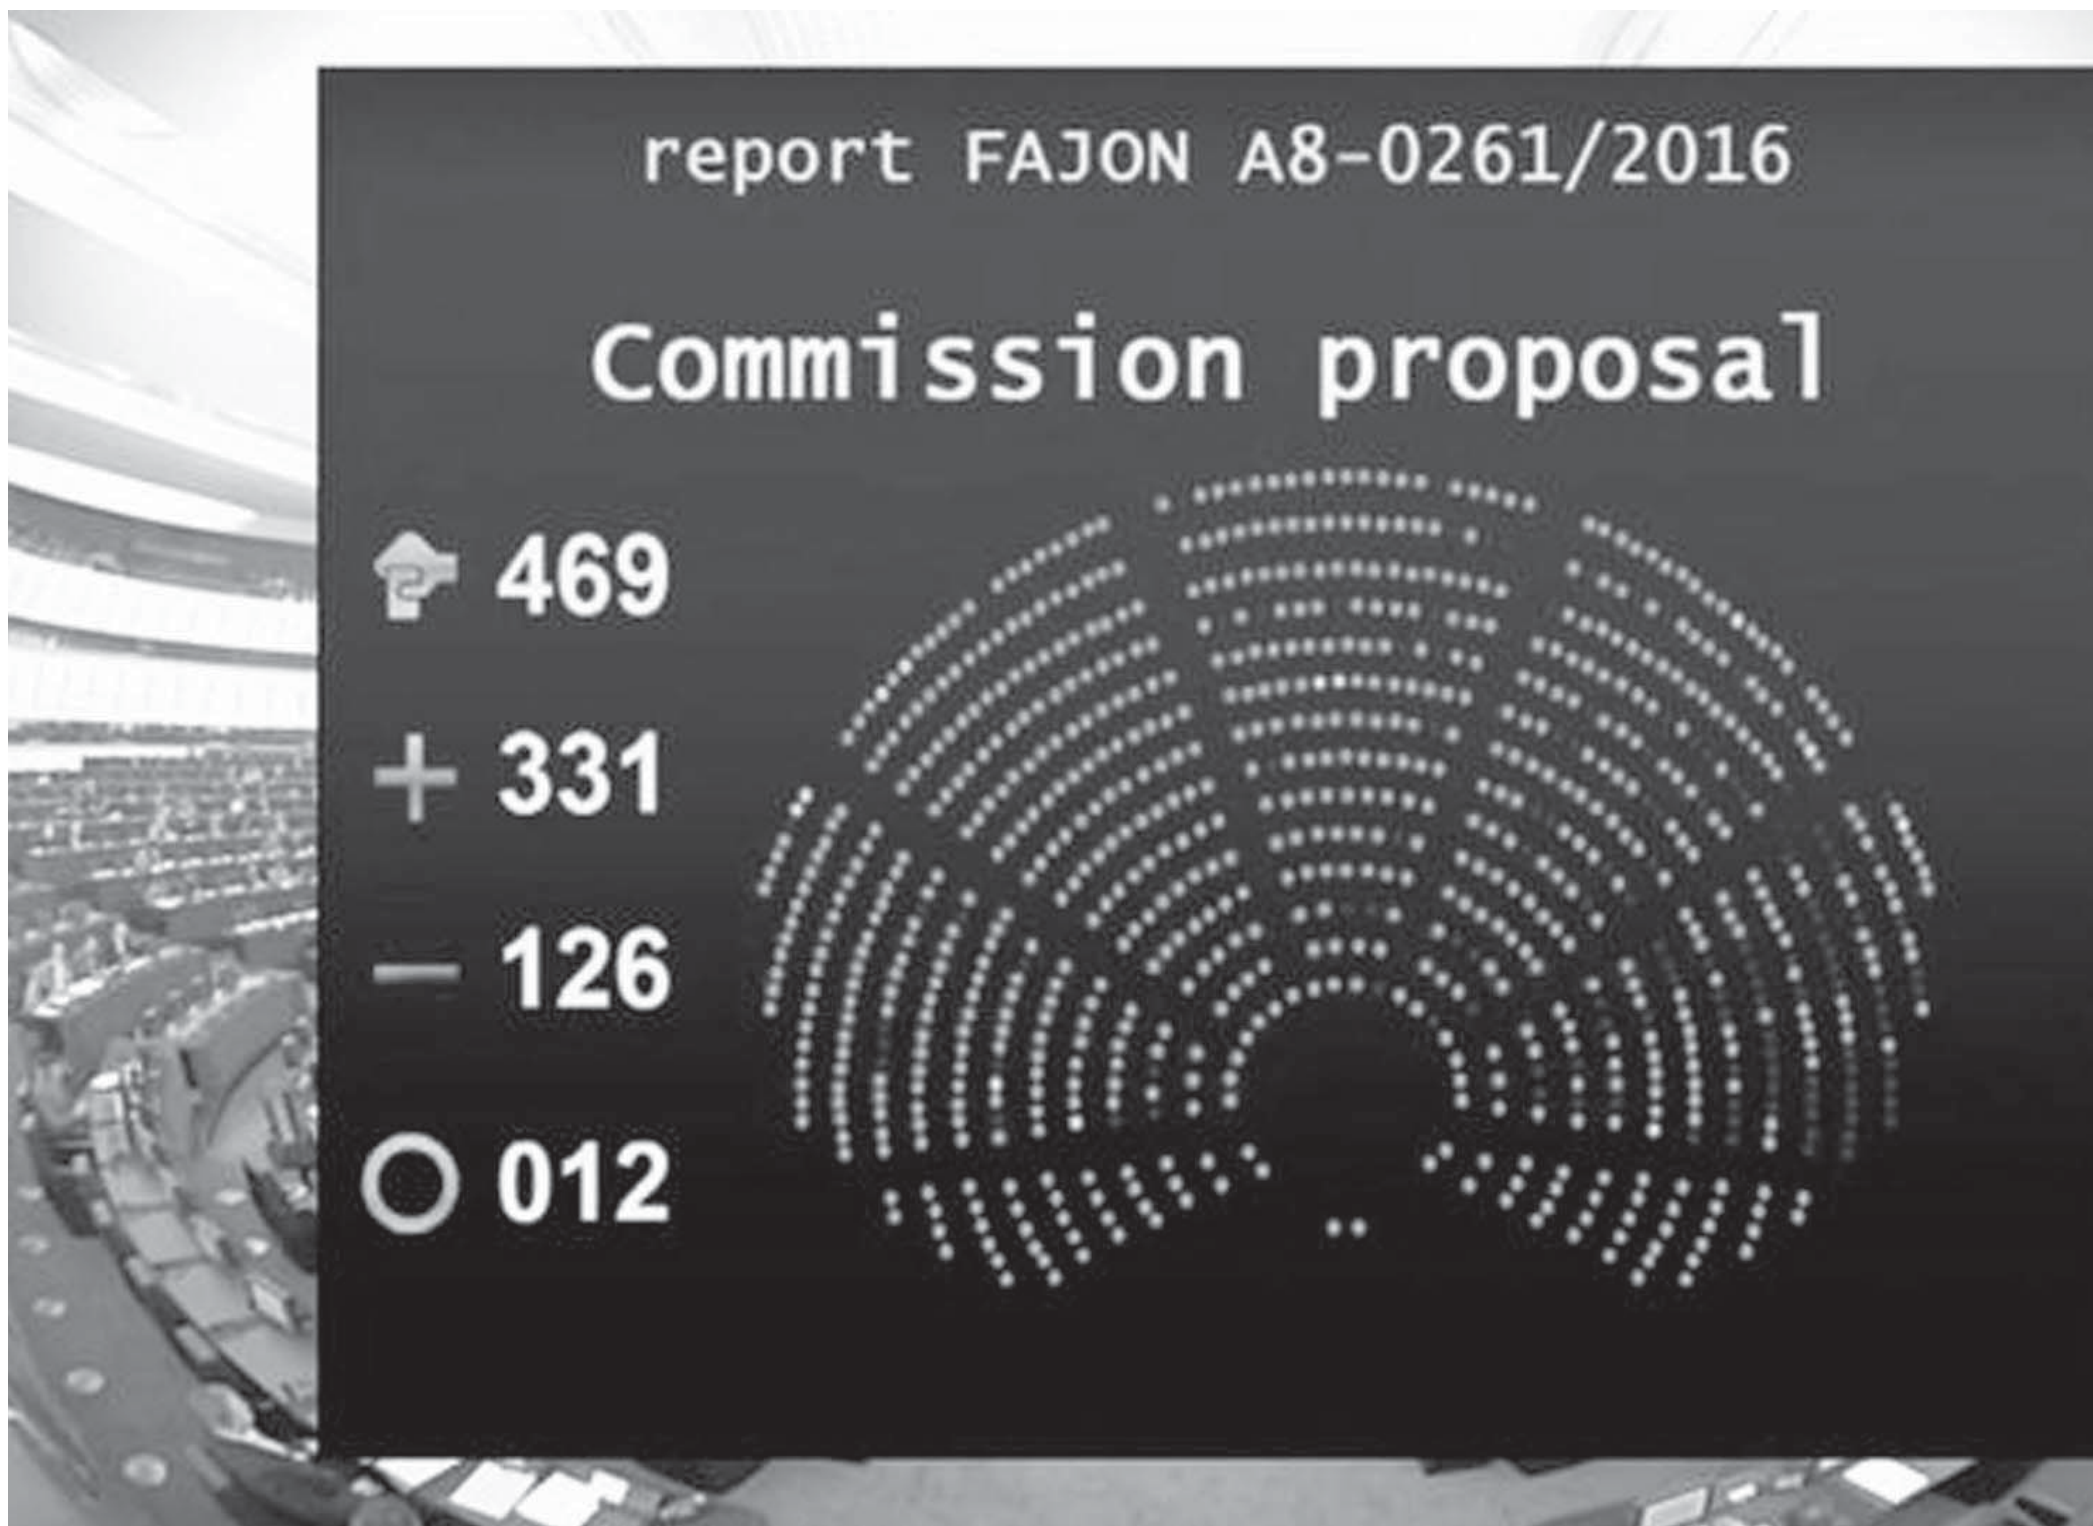 report FAJON A8-0261/2016
Commission proposal
469
+ 331
- 126
012